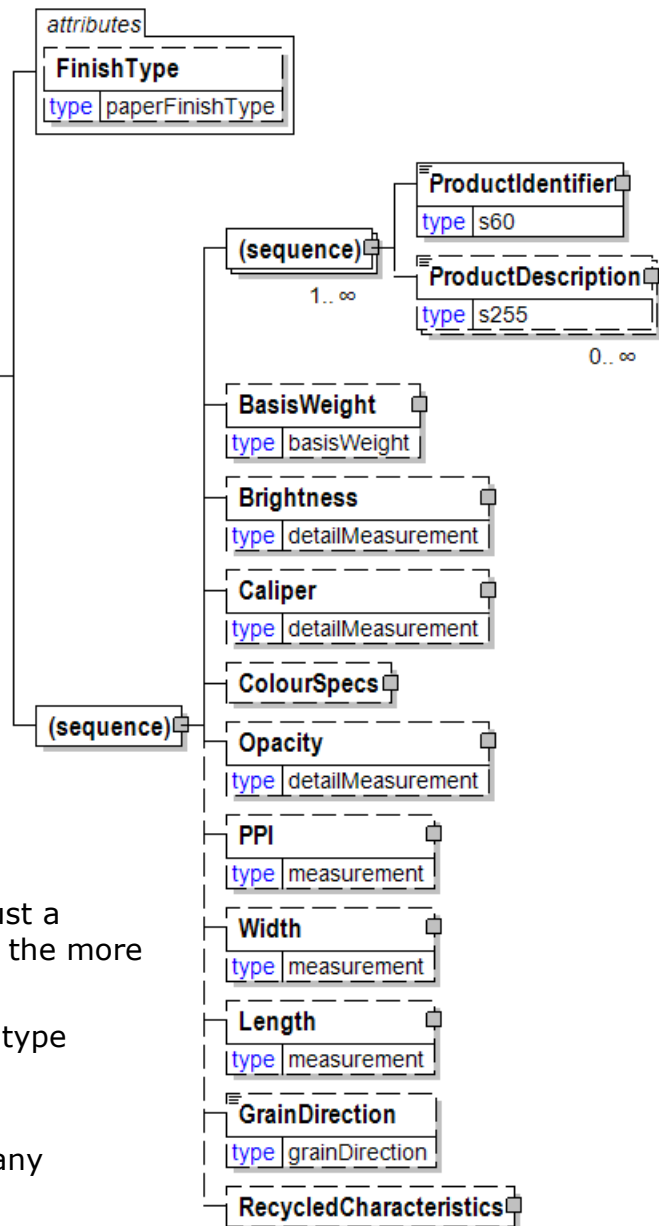 attributes
FinishType
type paperFinishType
ProductIdentifier
type s60
(sequence)
1.. ∞
ProductDescription
type s255
0.. ∞
BasisWeight
type basisWeight
Brightness
type detailMeasurement
Caliper
type detailMeasurement
ColourSpecs
(sequence)
Opacity
type detailMeasurement
PPI
type measurement
Width
type measurement
Length
type measurement
GrainDirection
type grainDirection
RecycledCharacteristics
ust a
the more
type
any